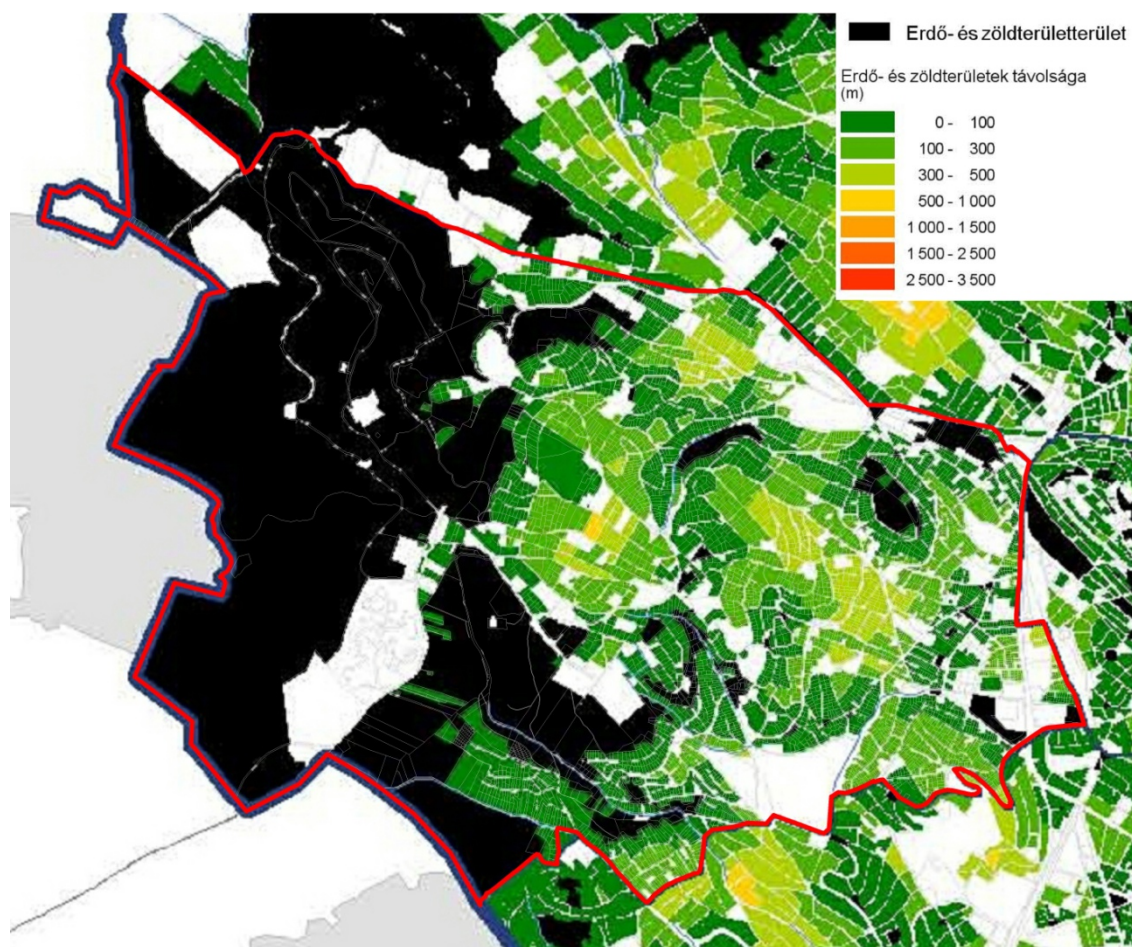 Erdő- és zöldterületterület
Erdő- és zöldterületek távolsága
(m)
0 - 100
100 - 300
300 - 500
500 - 1 000
1 000 - 1 500
1 500 - 2 500
2 500 - 3 500